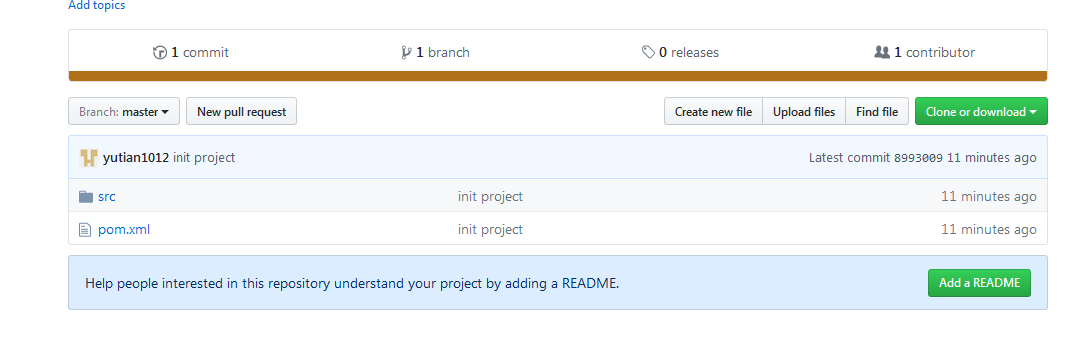 Add topics
1 commit 1 branch 0 releases 1 contributor
Branch: master New pull request Create new file Upload files Find file Clone or download
yutian1012 init project Latest commit 8993009 11 minutes ago
src init project 11 minutes ago
pom.xml init project 11 minutes ago
Help people interested in this repository understand your project by adding a README. Add a README